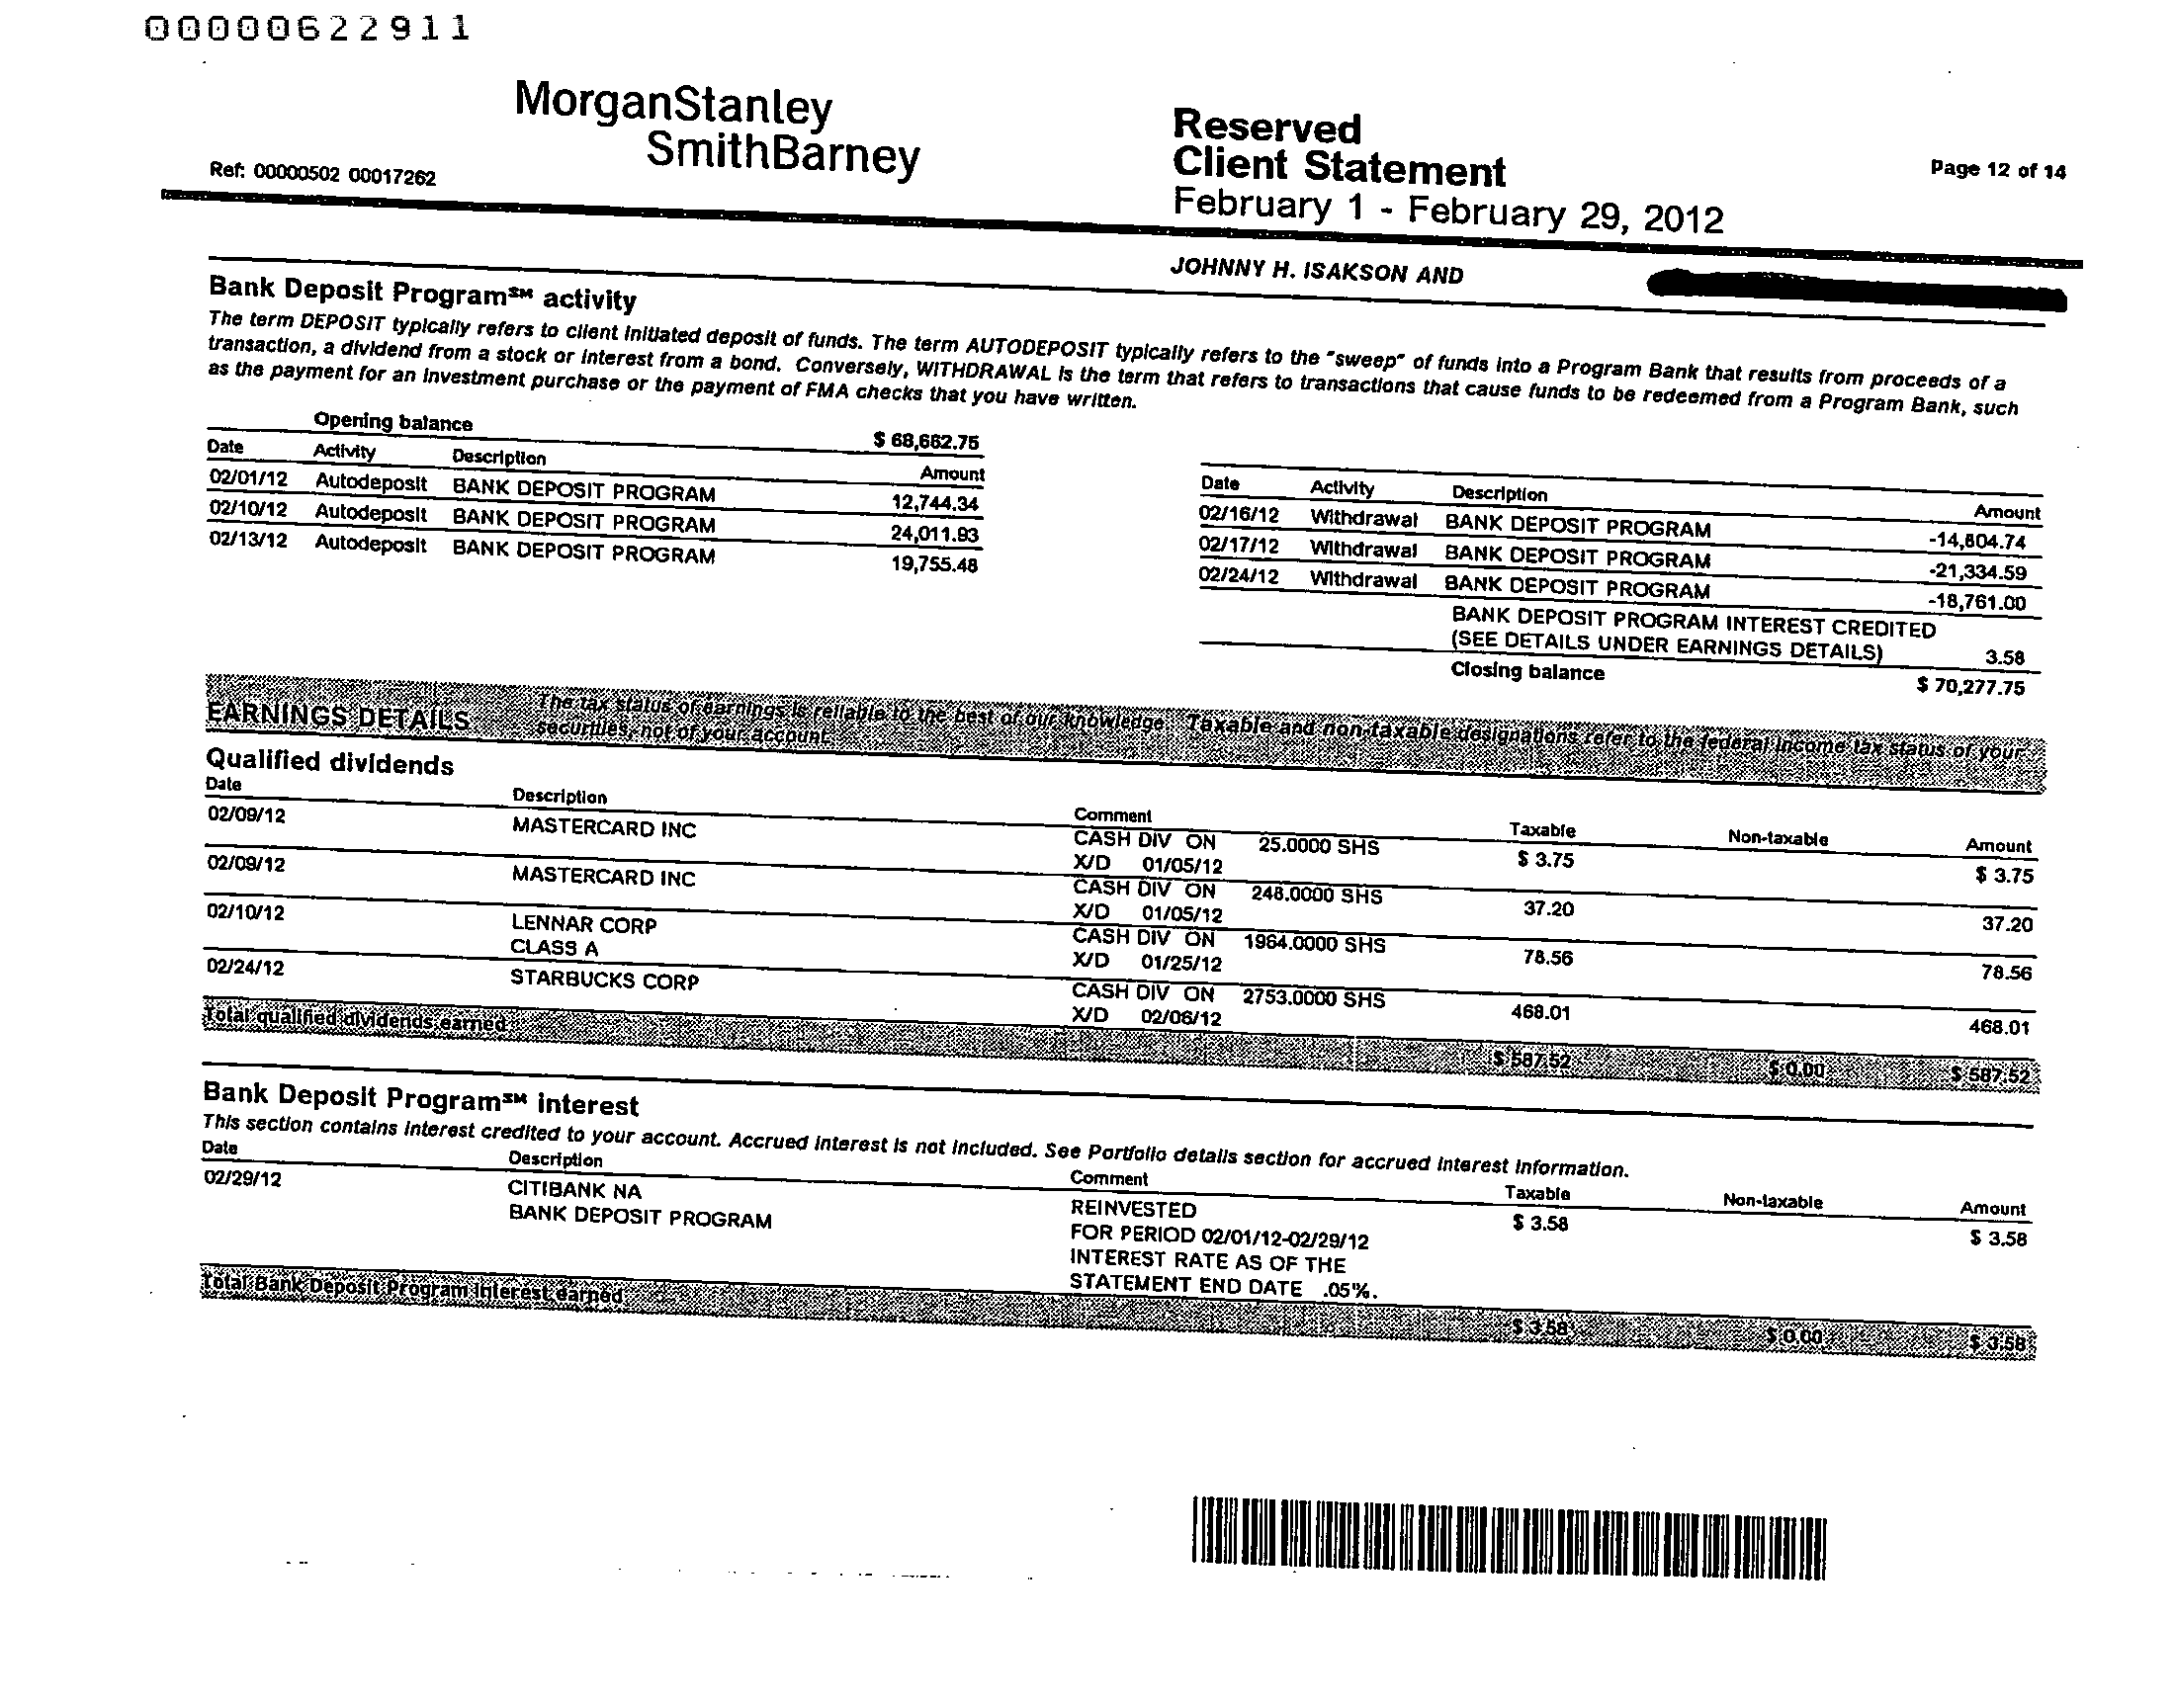 00000622911
MorganStanley
SmithBarney
Ref: 00000502 00017262
Reserved
Client Statement
February 1 - February 29, 2012
Page 12 of 14
JOHNNY H. ISAKSON AND
Bank Deposit Program℠ activity
The term DEPOSIT typically refers to client initiated deposit of funds. The term AUTODEPOSIT typically refers to the "sweep" of funds into a Program Bank that results from proceeds of a
transaction, a dividend from a stock or interest from a bond. Conversely, WITHDRAWAL is the term that refers to transactions that cause funds to be redeemed from a Program Bank, such
as the payment for an investment purchase or the payment of FMA checks that you have written.
Opening balance $ 68,662.75
Date Activity Description Amount
02/01/12 Autodeposit BANK DEPOSIT PROGRAM 12,744.34
02/10/12 Autodeposit BANK DEPOSIT PROGRAM 24,011.93
02/13/12 Autodeposit BANK DEPOSIT PROGRAM 19,755.48
Date Activity Description Amount
02/16/12 Withdrawal BANK DEPOSIT PROGRAM -14,804.74
02/17/12 Withdrawal BANK DEPOSIT PROGRAM -21,334.59
02/24/12 Withdrawal BANK DEPOSIT PROGRAM -18,761.00
BANK DEPOSIT PROGRAM INTEREST CREDITED
(SEE DETAILS UNDER EARNINGS DETAILS) 3.58
Closing balance $ 70,277.75
EARNINGS DETAILS The tax status of earnings is reliable to the best of our knowledge. Taxable and non-taxable designations refer to the federal income tax status of your
securities, not of your account.
Qualified dividends
Date Description Comment Taxable Non-taxable Amount
02/09/12 MASTERCARD INC CASH DIV ON 25.0000 SHS $ 3.75 $ 3.75
X/D 01/05/12
02/09/12 MASTERCARD INC CASH DIV ON 248.0000 SHS 37.20 37.20
X/D 01/05/12
02/10/12 LENNAR CORP CASH DIV ON 1964.0000 SHS 78.56 78.56
CLASS A X/D 01/25/12
02/24/12 STARBUCKS CORP CASH DIV ON 2753.0000 SHS 468.01 468.01
X/D 02/06/12
Total qualified dividends earned $ 587.52 $ 0.00 $ 587.52
Bank Deposit Program℠ interest
This section contains interest credited to your account. Accrued interest is not included. See Portfolio details section for accrued interest information.
Date Description Comment Taxable Non-taxable Amount
02/29/12 CITIBANK NA REINVESTED $ 3.58 $ 3.58
BANK DEPOSIT PROGRAM FOR PERIOD 02/01/12-02/29/12
INTEREST RATE AS OF THE
STATEMENT END DATE .05%.
Total Bank Deposit Program interest earned $ 3.58 $ 0.00 $ 3.58